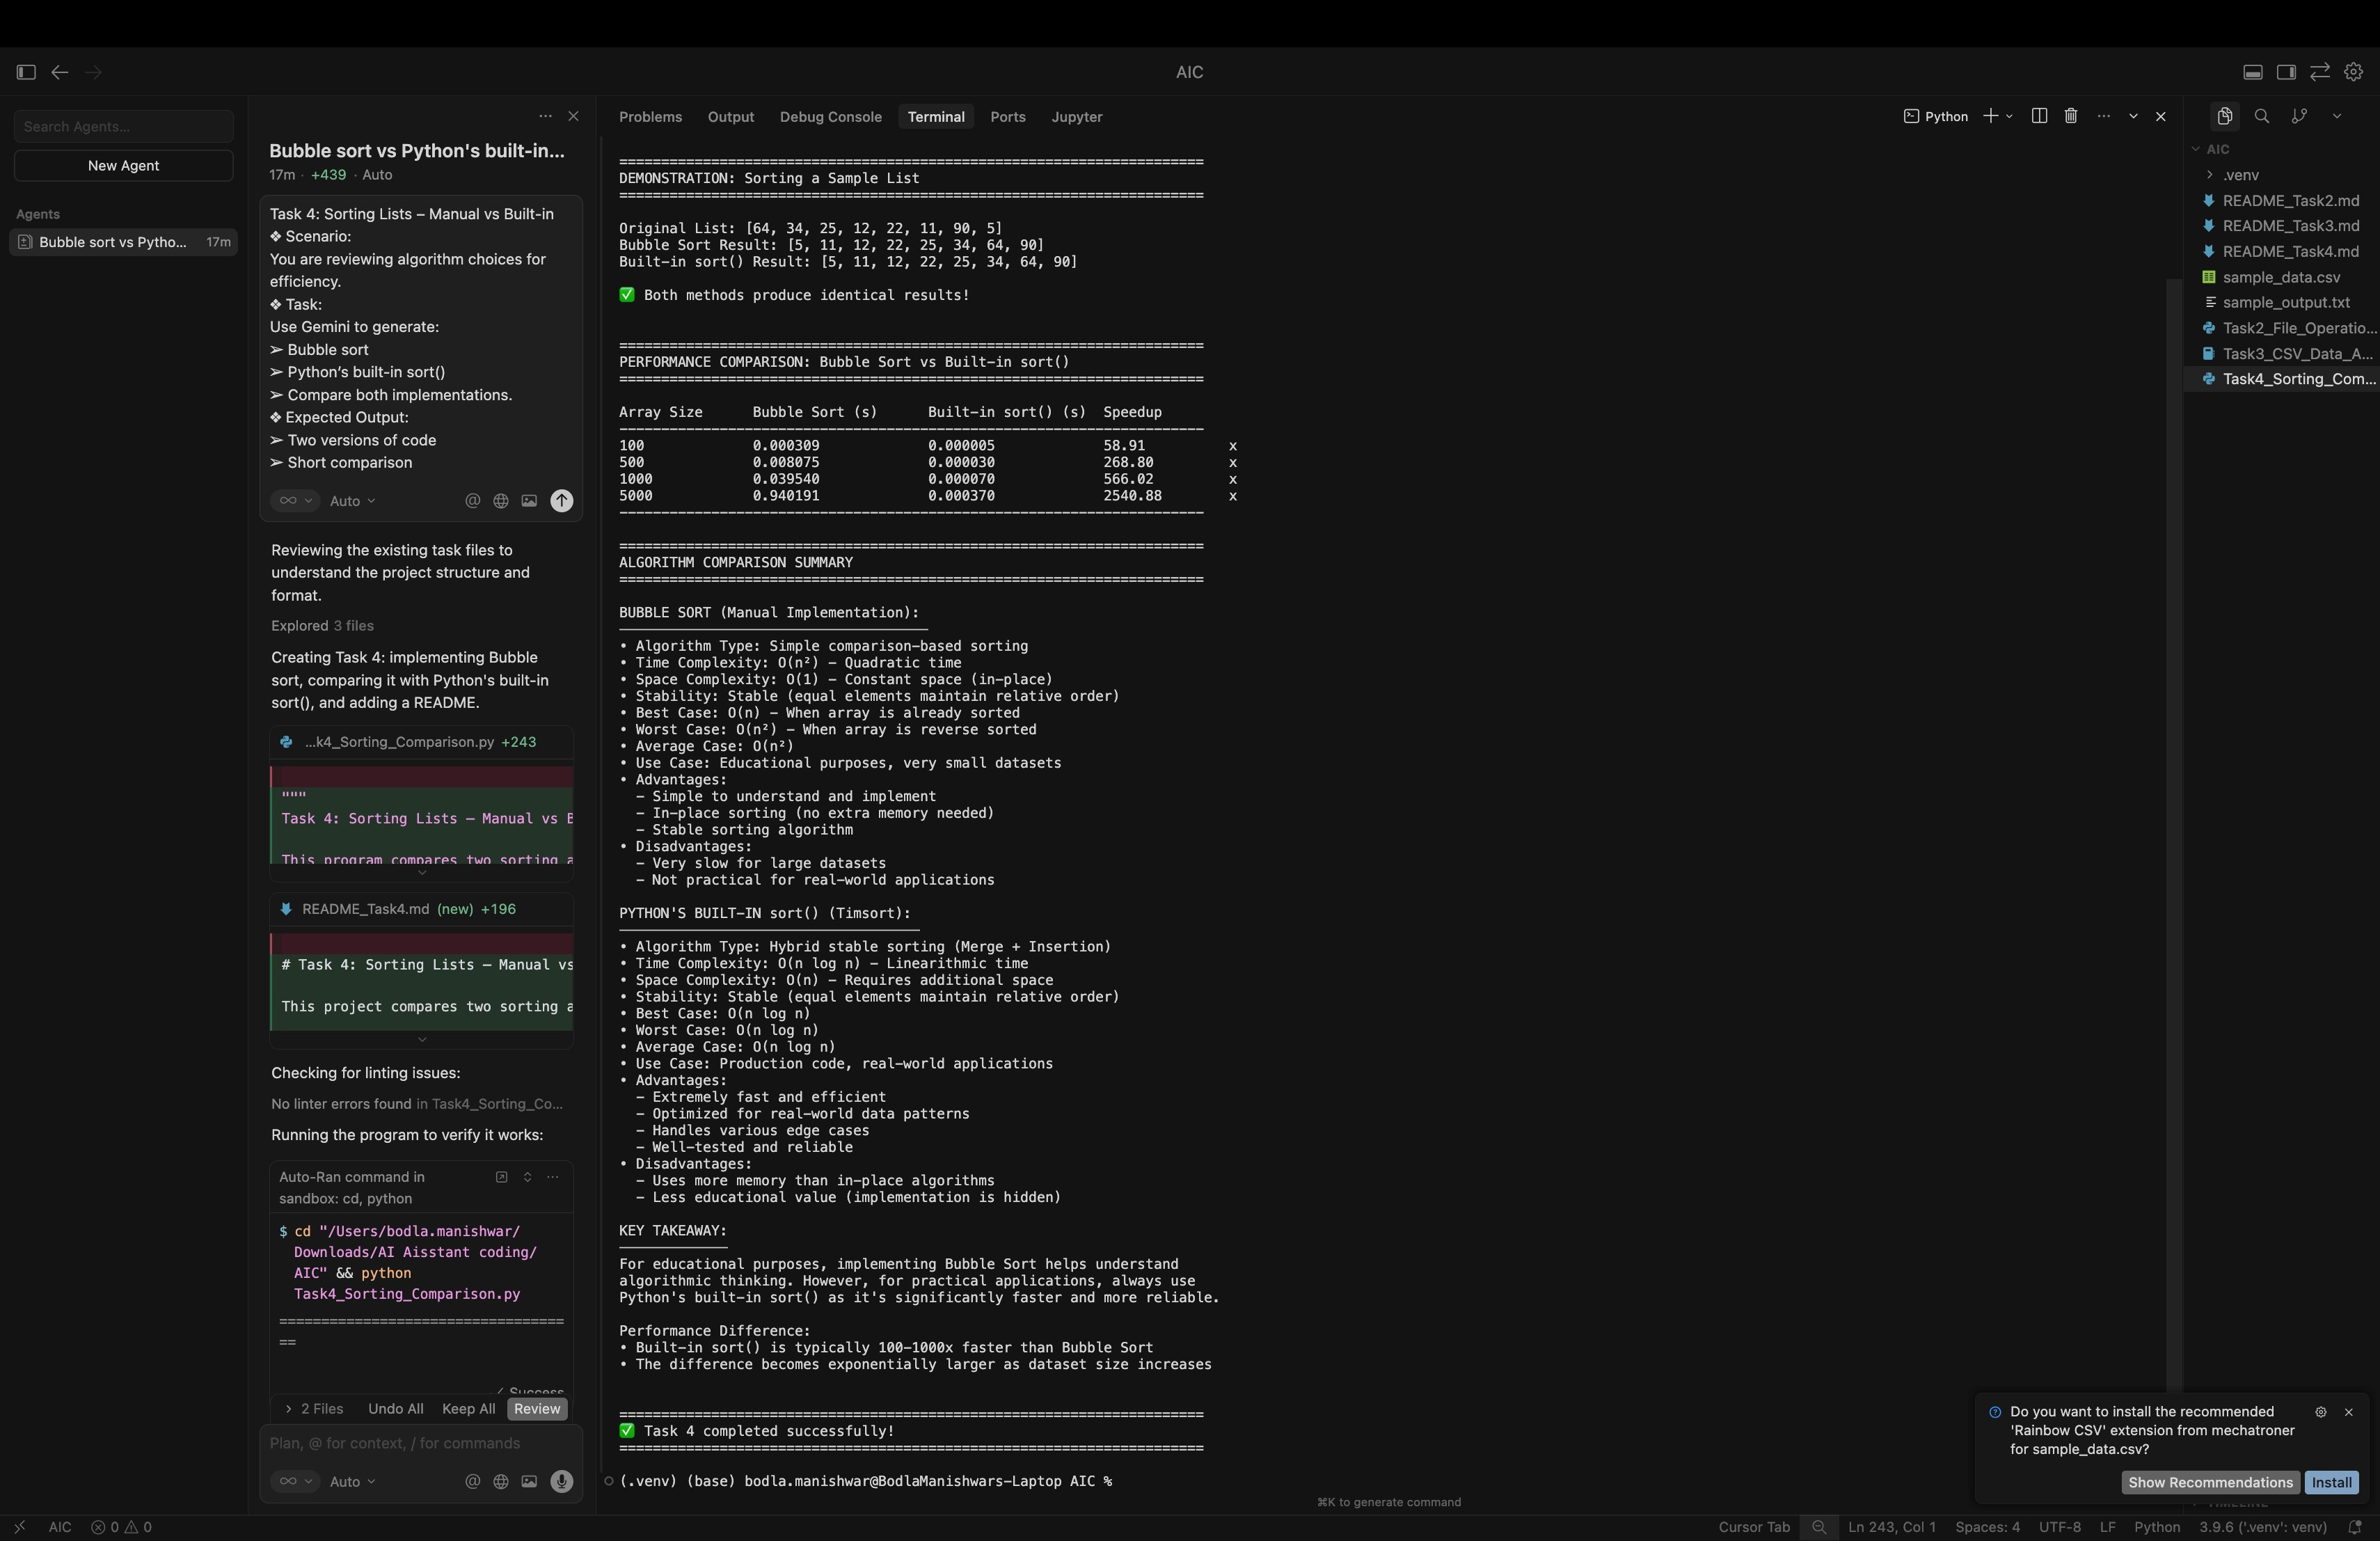 AIC
Search Agents...
New Agent
Agents
Bubble sort vs Pytho... 17m
Bubble sort vs Python's built-in...
17m · +439 · Auto
Task 4: Sorting Lists – Manual vs Built-in
❖ Scenario:
You are reviewing algorithm choices for
efficiency.
❖ Task:
Use Gemini to generate:
➢ Bubble sort
➢ Python’s built-in sort()
➢ Compare both implementations.
❖ Expected Output:
➢ Two versions of code
➢ Short comparison
Auto
Reviewing the existing task files to
understand the project structure and
format.
Explored 3 files
Creating Task 4: implementing Bubble
sort, comparing it with Python's built-in
sort(), and adding a README.
...k4_Sorting_Comparison.py +243
"""
Task 4: Sorting Lists – Manual vs B
This program compares two sorting a
README_Task4.md (new) +196
# Task 4: Sorting Lists – Manual vs
This project compares two sorting a
Checking for linting issues:
No linter errors found in Task4_Sorting_Co...
Running the program to verify it works:
Auto-Ran command in
sandbox: cd, python
$ cd "/Users/bodla.manishwar/
Downloads/AI Aisstant coding/
AIC" && python
Task4_Sorting_Comparison.py
==================================
==
✓ Success
> 2 Files Undo All Keep All Review
Plan, @ for context, / for commands
Auto
Problems Output Debug Console Terminal Ports Jupyter
Python
======================================================================
DEMONSTRATION: Sorting a Sample List
======================================================================
Original List: [64, 34, 25, 12, 22, 11, 90, 5]
Bubble Sort Result: [5, 11, 12, 22, 25, 34, 64, 90]
Built-in sort() Result: [5, 11, 12, 22, 25, 34, 64, 90]
✅ Both methods produce identical results!
======================================================================
PERFORMANCE COMPARISON: Bubble Sort vs Built-in sort()
======================================================================
Array Size Bubble Sort (s) Built-in sort() (s) Speedup
----------------------------------------------------------------------
100 0.000309 0.000005 58.91 x
500 0.008075 0.000030 268.80 x
1000 0.039540 0.000070 566.02 x
5000 0.940191 0.000370 2540.88 x
----------------------------------------------------------------------
======================================================================
ALGORITHM COMPARISON SUMMARY
======================================================================
BUBBLE SORT (Manual Implementation):
─────────────────────────────────────
• Algorithm Type: Simple comparison-based sorting
• Time Complexity: O(n²) - Quadratic time
• Space Complexity: O(1) - Constant space (in-place)
• Stability: Stable (equal elements maintain relative order)
• Best Case: O(n) - When array is already sorted
• Worst Case: O(n²) - When array is reverse sorted
• Average Case: O(n²)
• Use Case: Educational purposes, very small datasets
• Advantages:
- Simple to understand and implement
- In-place sorting (no extra memory needed)
- Stable sorting algorithm
• Disadvantages:
- Very slow for large datasets
- Not practical for real-world applications
PYTHON'S BUILT-IN sort() (Timsort):
────────────────────────────────────
• Algorithm Type: Hybrid stable sorting (Merge + Insertion)
• Time Complexity: O(n log n) - Linearithmic time
• Space Complexity: O(n) - Requires additional space
• Stability: Stable (equal elements maintain relative order)
• Best Case: O(n log n)
• Worst Case: O(n log n)
• Average Case: O(n log n)
• Use Case: Production code, real-world applications
• Advantages:
- Extremely fast and efficient
- Optimized for real-world data patterns
- Handles various edge cases
- Well-tested and reliable
• Disadvantages:
- Uses more memory than in-place algorithms
- Less educational value (implementation is hidden)
KEY TAKEAWAY:
─────────────
For educational purposes, implementing Bubble Sort helps understand
algorithmic thinking. However, for practical applications, always use
Python's built-in sort() as it's significantly faster and more reliable.
Performance Difference:
• Built-in sort() is typically 100-1000x faster than Bubble Sort
• The difference becomes exponentially larger as dataset size increases
======================================================================
✅ Task 4 completed successfully!
======================================================================
(.venv) (base) bodla.manishwar@BodlaManishwars-Laptop AIC %
⌘K to generate command
AIC
.venv
README_Task2.md
README_Task3.md
README_Task4.md
sample_data.csv
sample_output.txt
Task2_File_Operatio...
Task3_CSV_Data_A...
Task4_Sorting_Com...
Do you want to install the recommended
'Rainbow CSV' extension from mechatroner
for sample_data.csv?
Show Recommendations Install
TIMELINE
AIC 0 0
Cursor Tab Ln 243, Col 1 Spaces: 4 UTF-8 LF Python 3.9.6 ('.venv': venv)